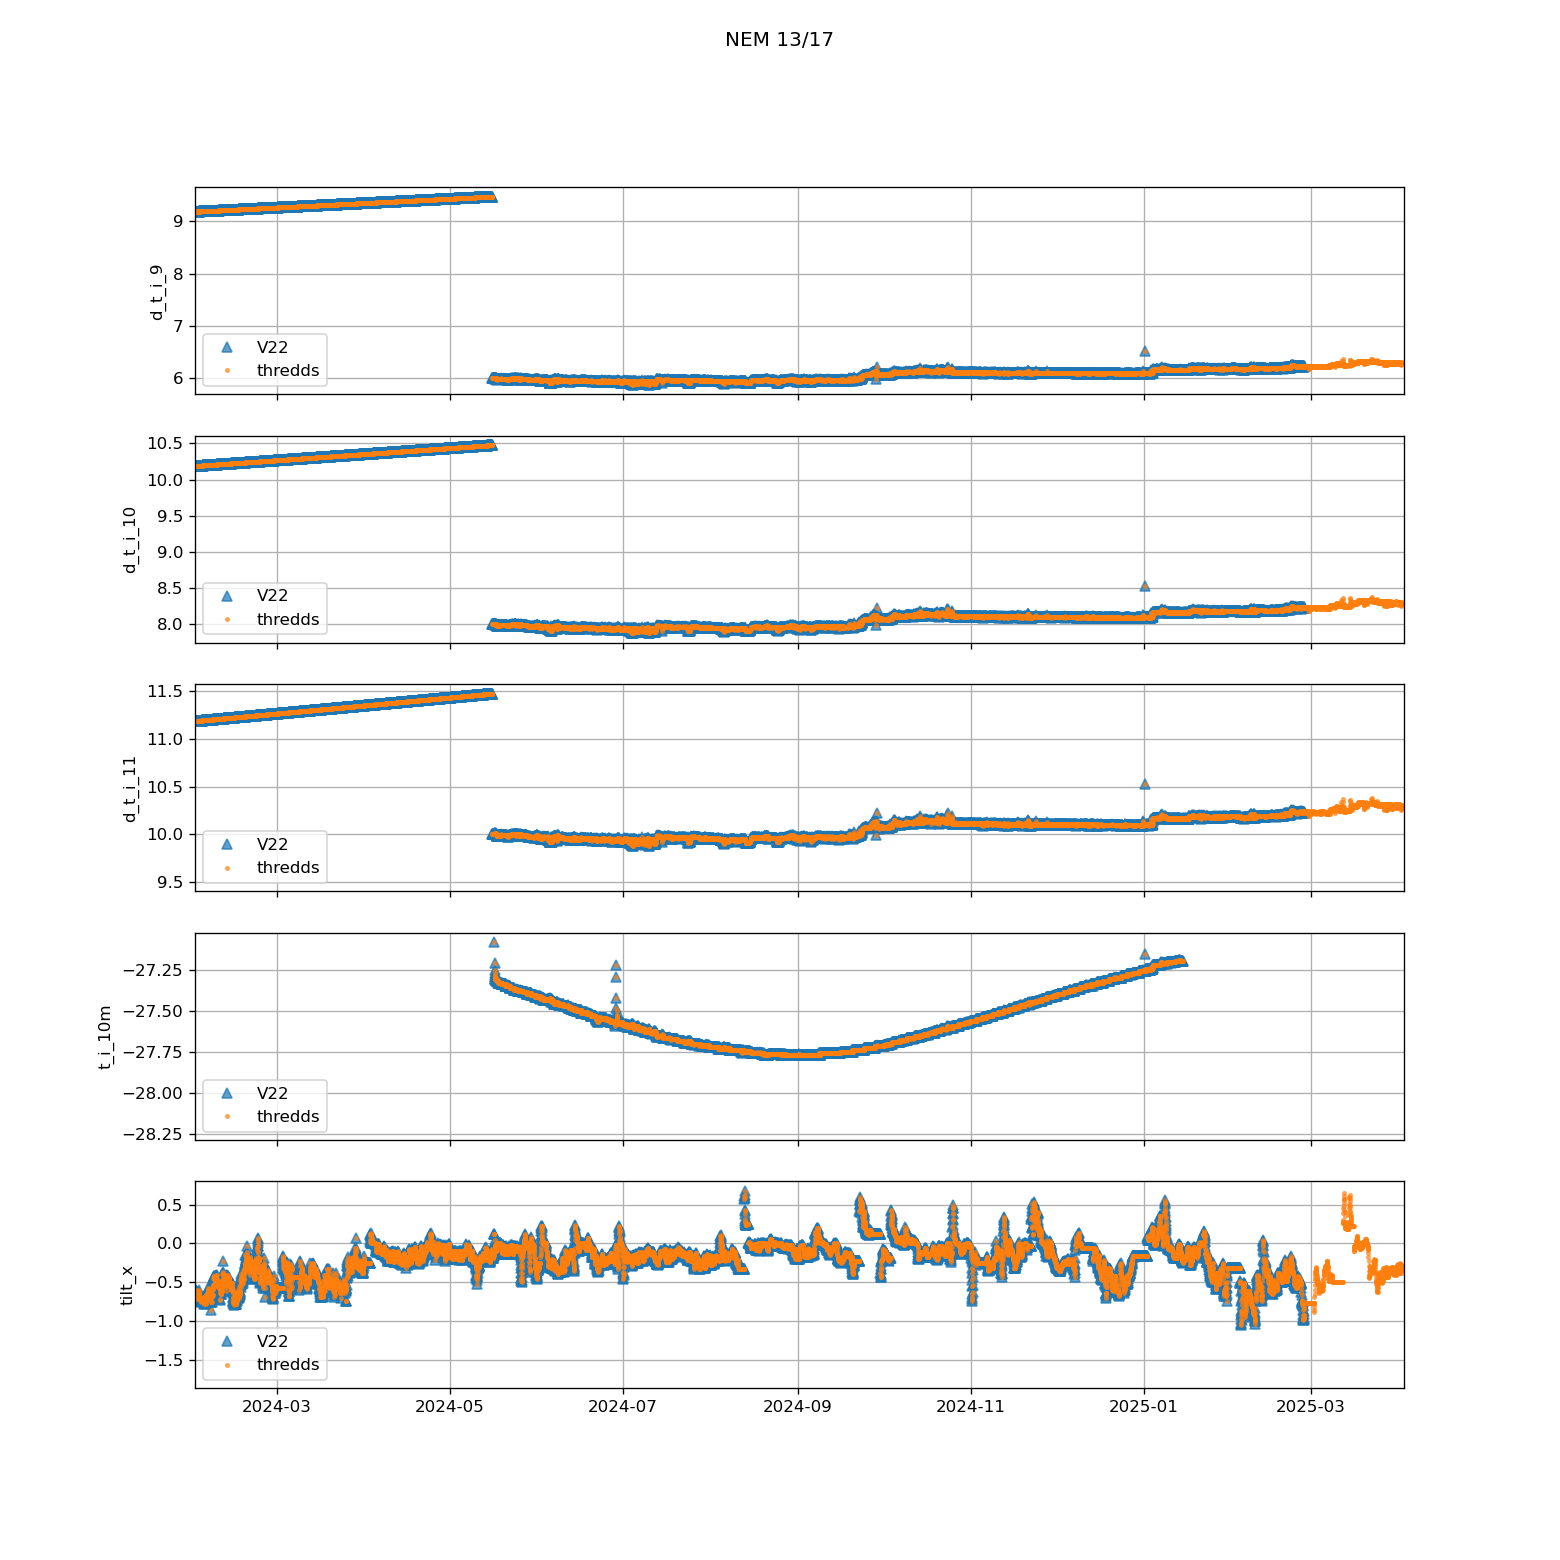 NEM 13/17
9
8
7
6
d_t_i_9
V22
thredds
10.5
10.0
9.5
9.0
8.5
8.0
d_t_i_10
V22
thredds
11.5
11.0
10.5
10.0
9.5
d_t_i_11
V22
thredds
−27.25
−27.50
−27.75
−28.00
−28.25
t_i_10m
V22
thredds
0.5
0.0
−0.5
−1.0
−1.5
tilt_x
V22
thredds
2024-03 2024-05 2024-07 2024-09 2024-11 2025-01 2025-03